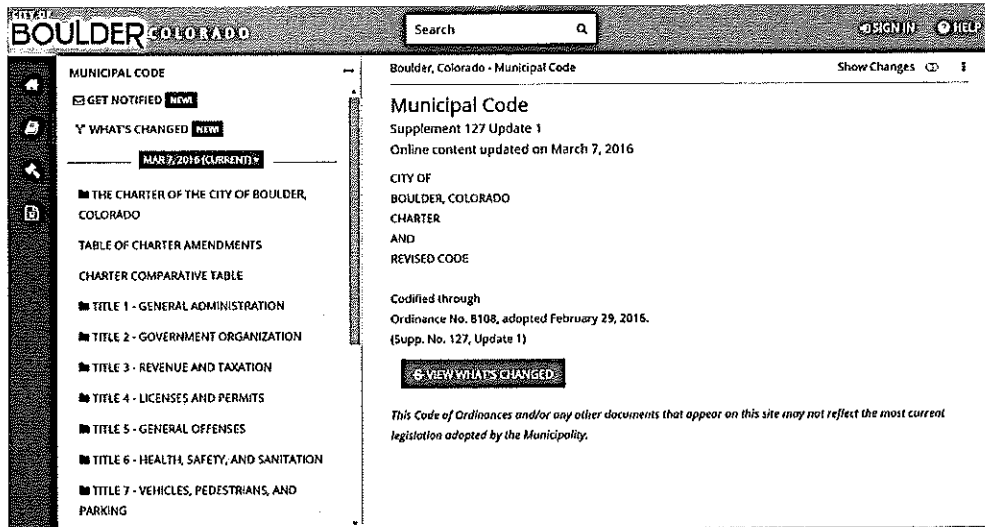 CITY OF
BOULDER COLORADO
Search
SIGN IN
HELP
MUNICIPAL CODE
GET NOTIFIED NEW!
WHAT'S CHANGED NEW!
MAR 7, 2016 (CURRENT)
THE CHARTER OF THE CITY OF BOULDER,
COLORADO
TABLE OF CHARTER AMENDMENTS
CHARTER COMPARATIVE TABLE
TITLE 1 - GENERAL ADMINISTRATION
TITLE 2 - GOVERNMENT ORGANIZATION
TITLE 3 - REVENUE AND TAXATION
TITLE 4 - LICENSES AND PERMITS
TITLE 5 - GENERAL OFFENSES
TITLE 6 - HEALTH, SAFETY, AND SANITATION
TITLE 7 - VEHICLES, PEDESTRIANS, AND
PARKING
Boulder, Colorado - Municipal Code
Show Changes
Municipal Code
Supplement 127 Update 1
Online content updated on March 7, 2016
CITY OF
BOULDER, COLORADO
CHARTER
AND
REVISED CODE
Codified through
Ordinance No. 8108, adopted February 29, 2016.
(Supp. No. 127, Update 1)
VIEW WHAT'S CHANGED
This Code of Ordinances and/or any other documents that appear on this site may not reflect the most current
legislation adopted by the Municipality.